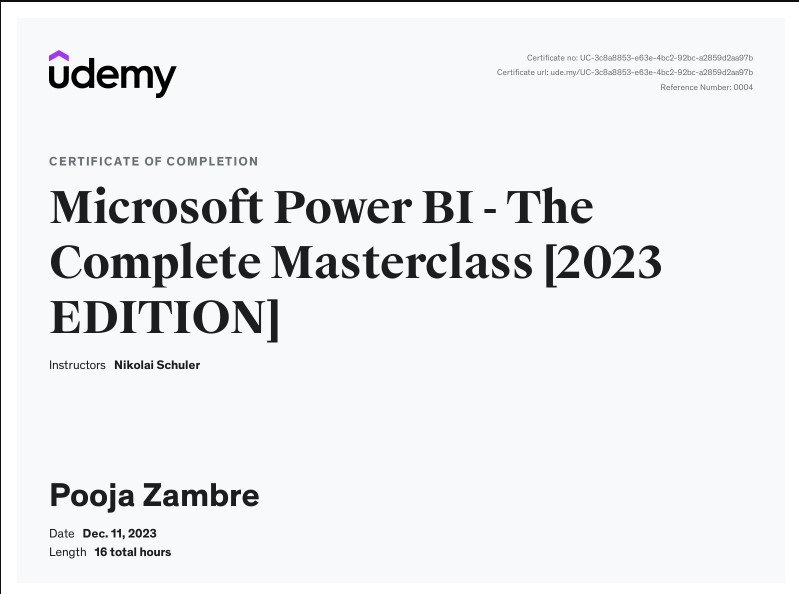 udemy
Certificate no: UC-3c8a8853-e63e-4bc2-92bc-a2859d2aa97b
Certificate url: ude.my/UC-3c8a8853-e63e-4bc2-92bc-a2859d2aa97b
Reference Number: 0004
CERTIFICATE OF COMPLETION
Microsoft Power BI - The
Complete Masterclass [2023
EDITION]
Instructors Nikolai Schuler
Pooja Zambre
Date Dec. 11, 2023
Length 16 total hours